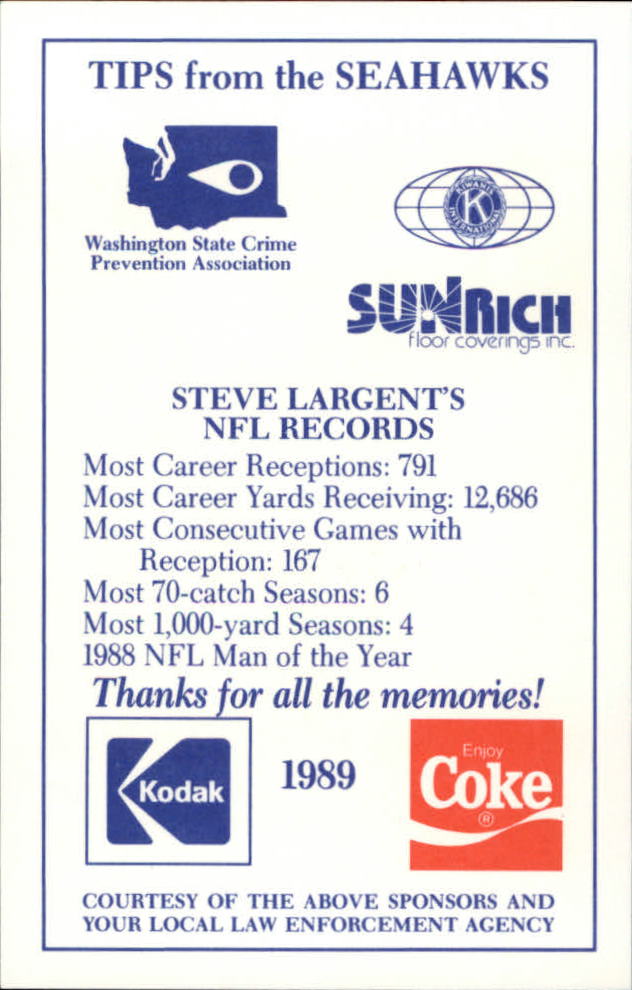 TIPS from the SEAHAWKS
Washington State Crime
Prevention Association
KIWANIS
K
INTERNATIONAL
SUNRICH
floor coverings inc.
STEVE LARGENT'S
NFL RECORDS
Most Career Receptions: 791
Most Career Yards Receiving: 12,686
Most Consecutive Games with
Reception: 167
Most 70-catch Seasons: 6
Most 1,000-yard Seasons: 4
1988 NFL Man of the Year
Thanks for all the memories!
Kodak
1989
Enjoy
Coke
®
COURTESY OF THE ABOVE SPONSORS AND
YOUR LOCAL LAW ENFORCEMENT AGENCY